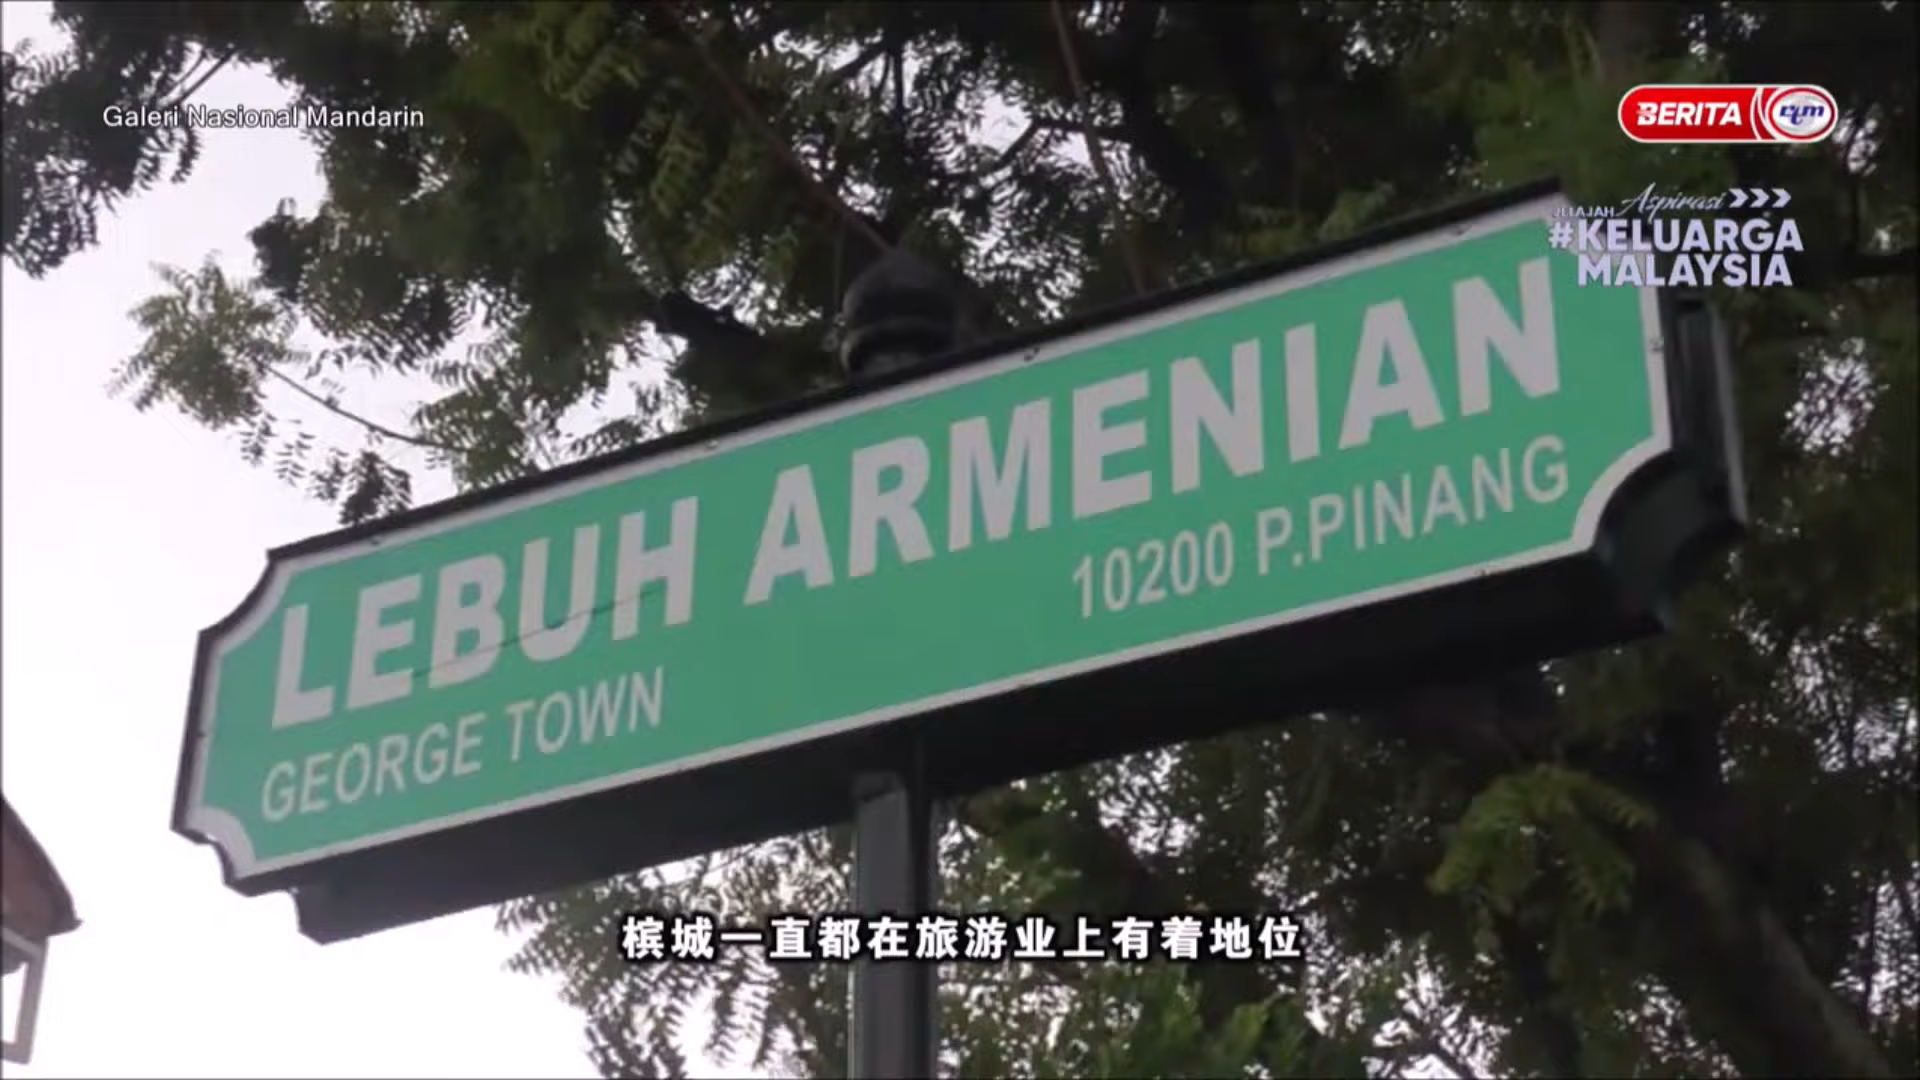 Galeri Nasional Mandarin
BERITA rtm
JELAJAH Aspirasi
#KELUARGA
MALAYSIA
LEBUH ARMENIAN
GEORGE TOWN 10200 P.PINANG
槟城一直都在旅游业上有着地位